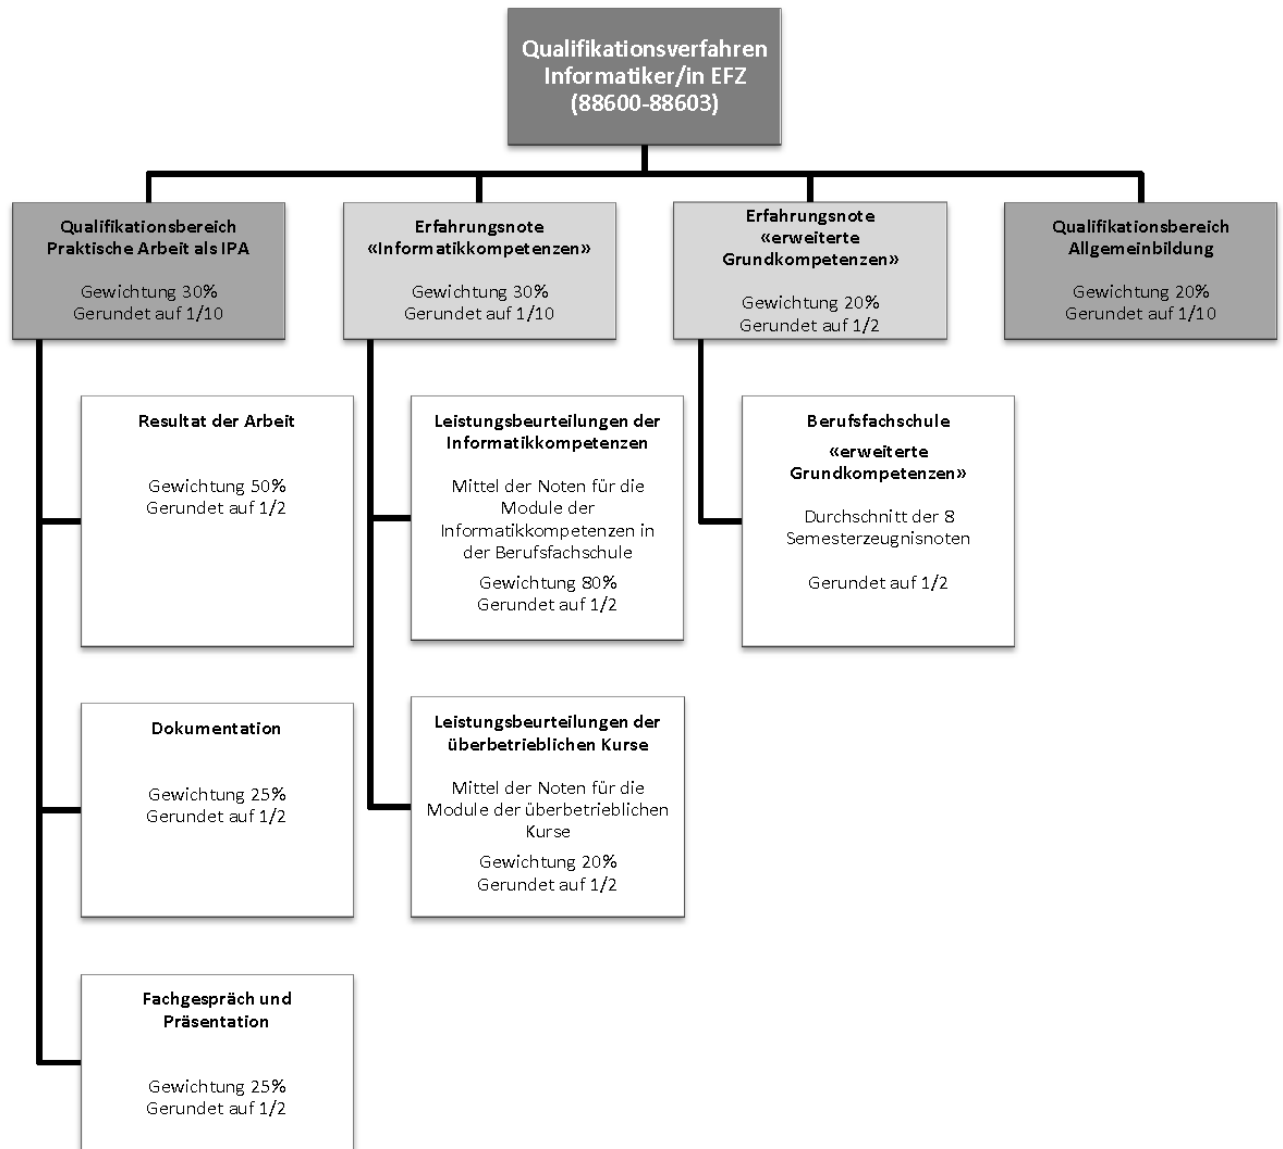 Qualifikationsverfahren
Informatiker/in EFZ
(88600-88603)
Qualifikationsbereich
Praktische Arbeit als IPA
Gewichtung 30%
Gerundet auf 1/10
Erfahrungsnote
«Informatikkompetenzen»
Gewichtung 30%
Gerundet auf 1/10
Erfahrungsnote
«erweiterte
Grundkompetenzen»
Gewichtung 20%
Gerundet auf 1/2
Qualifikationsbereich
Allgemeinbildung
Gewichtung 20%
Gerundet auf 1/10
Resultat der Arbeit
Gewichtung 50%
Gerundet auf 1/2
Leistungsbeurteilungen der
Informatikkompetenzen
Mittel der Noten für die
Module der
Informatikkompetenzen in
der Berufsfachschule
Gewichtung 80%
Gerundet auf 1/2
Berufsfachschule
«erweiterte
Grundkompetenzen»
Durchschnitt der 8
Semesterzeugnisnoten
Gerundet auf 1/2
Dokumentation
Gewichtung 25%
Gerundet auf 1/2
Leistungsbeurteilungen der
überbetrieblichen Kurse
Mittel der Noten für die
Module der überbetrieblichen
Kurse
Gewichtung 20%
Gerundet auf 1/2
Fachgespräch und
Präsentation
Gewichtung 25%
Gerundet auf 1/2